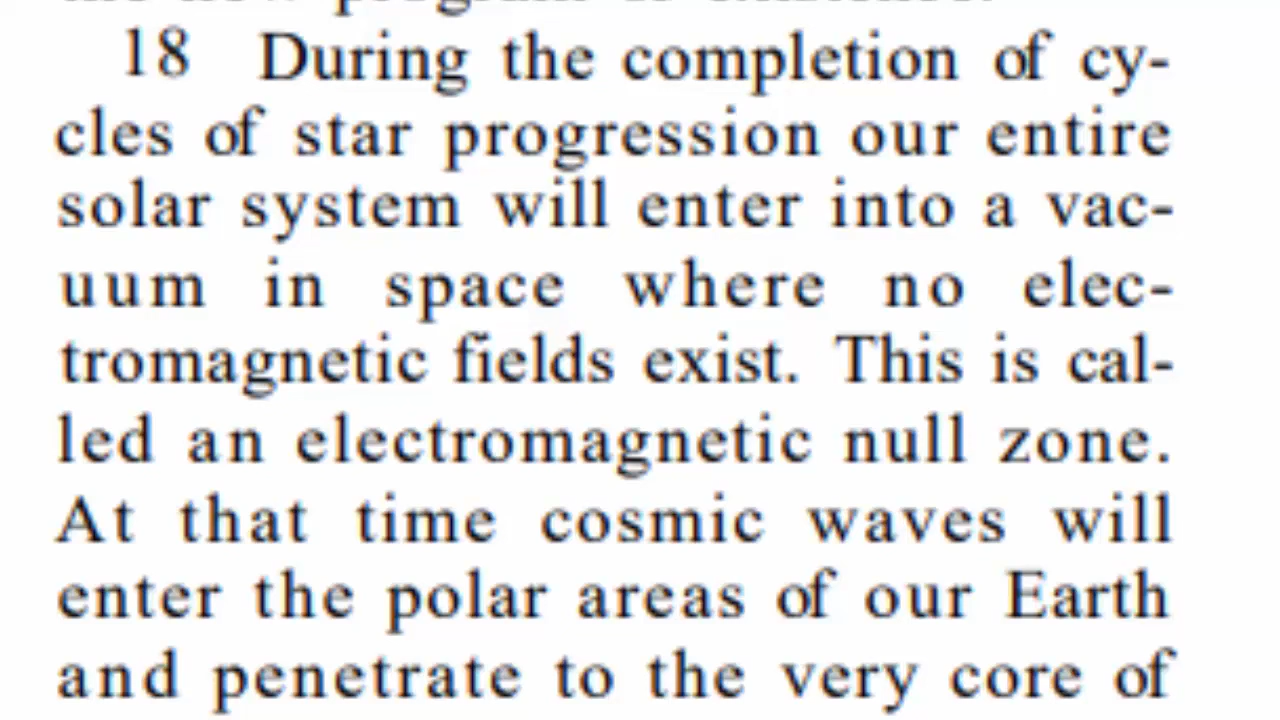 18 During the completion of cy-
cles of star progression our entire
solar system will enter into a vac-
uum in space where no elec-
tromagnetic fields exist. This is cal-
led an electromagnetic null zone.
At that time cosmic waves will
enter the polar areas of our Earth
and penetrate to the very core of